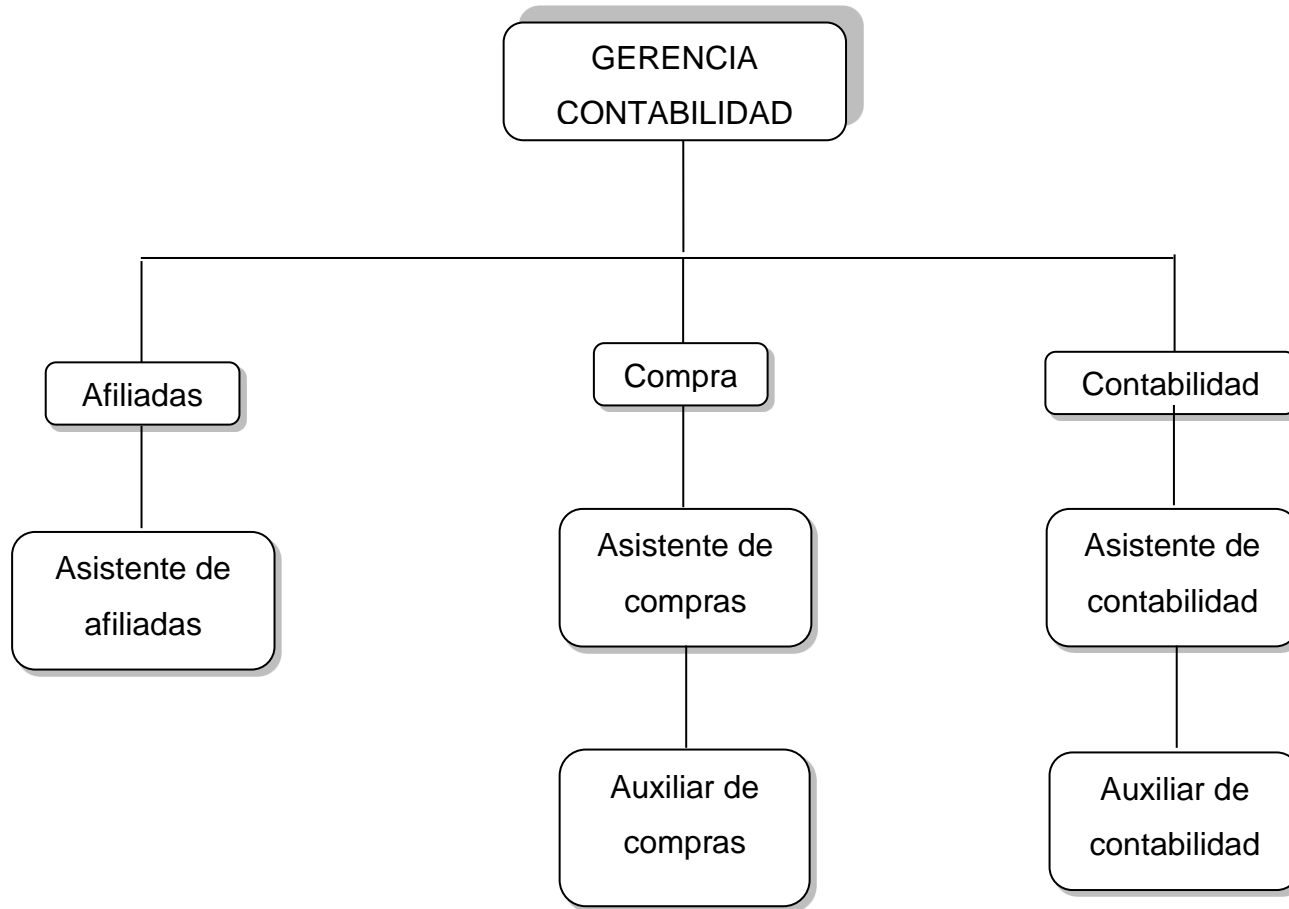 GERENCIA
CONTABILIDAD
Afiliadas
Compra
Contabilidad
Asistente de
afiliadas
Asistente de
compras
Asistente de
contabilidad
Auxiliar de
compras
Auxiliar de
contabilidad